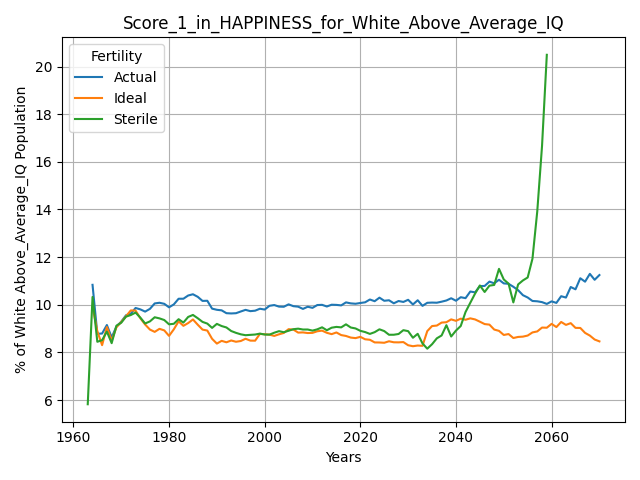 Score_1_in_HAPPINESS_for_White_Above_Average_IQ
% of White Above_Average_IQ Population
20
18
16
14
12
10
8
6
Fertility
Actual
Ideal
Sterile
1960 1980 2000 2020 2040 2060
Years